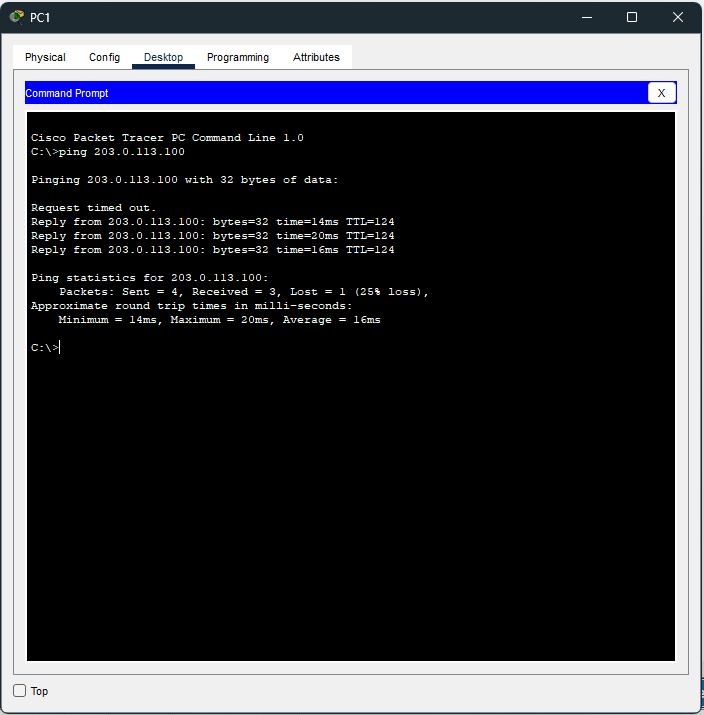 PC1
Physical Config Desktop Programming Attributes
Command Prompt X
Cisco Packet Tracer PC Command Line 1.0
C:\>ping 203.0.113.100
Pinging 203.0.113.100 with 32 bytes of data:
Request timed out.
Reply from 203.0.113.100: bytes=32 time=14ms TTL=124
Reply from 203.0.113.100: bytes=32 time=20ms TTL=124
Reply from 203.0.113.100: bytes=32 time=16ms TTL=124
Ping statistics for 203.0.113.100:
Packets: Sent = 4, Received = 3, Lost = 1 (25% loss),
Approximate round trip times in milli-seconds:
Minimum = 14ms, Maximum = 20ms, Average = 16ms
C:\>
Top